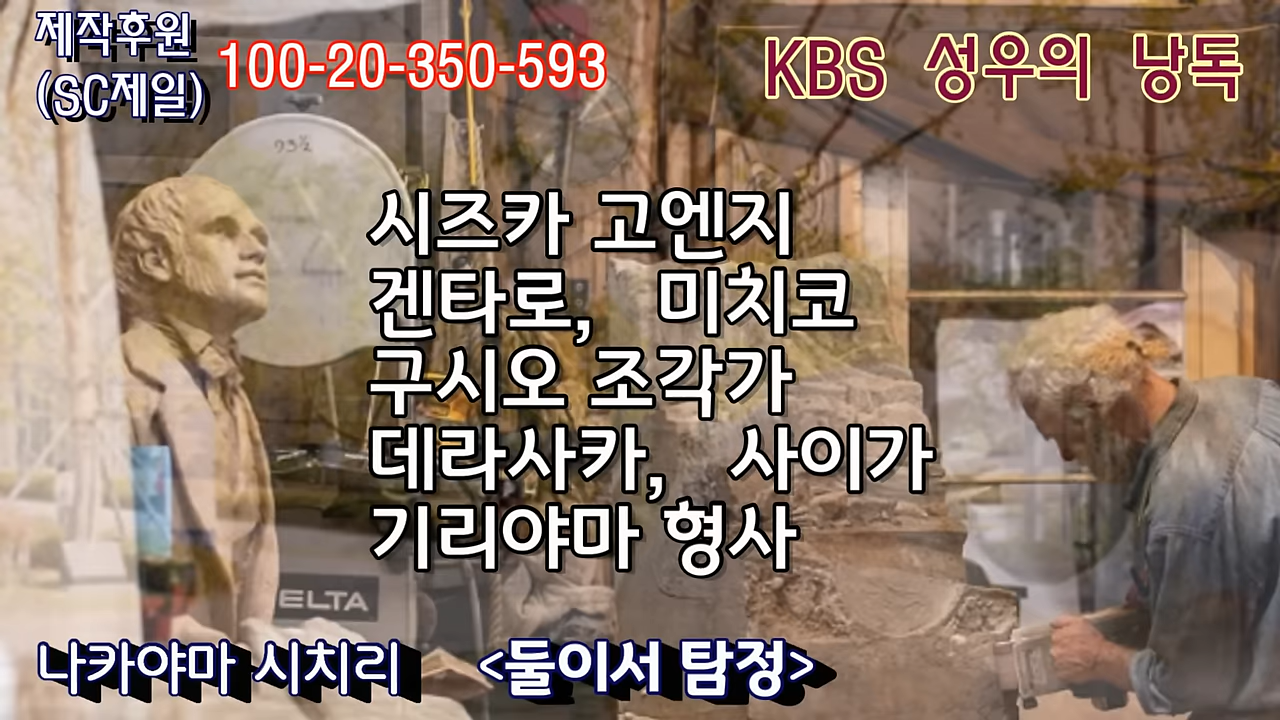 제작후원
(SC제일)
100-20-350-593
KBS 성우의 낭독
93½
시즈카 고엔지
겐타로, 미치코
구시오 조각가
데라사카, 사이가
기리야마 형사
ELTA
나카야마 시치리 <둘이서 탐정>